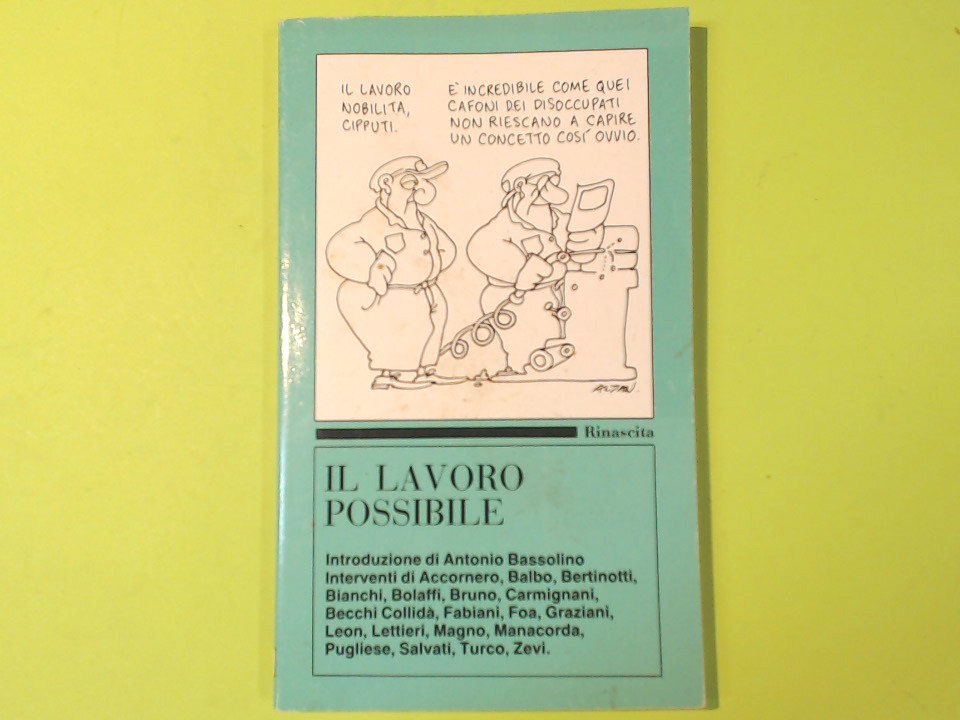 IL LAVORO
NOBILITA,
CIPPUTI.
E' INCREDIBILE COME QUEI
CAFONI DEI DISOCCUPATI
NON RIESCANO A CAPIRE
UN CONCETTO COSÌ OVVIO.
ALTAN
Rinascita
IL LAVORO
POSSIBILE
Introduzione di Antonio Bassolino
Interventi di Accornero, Balbo, Bertinotti,
Bianchi, Bolaffi, Bruno, Carmignani,
Becchi Collidà, Fabiani, Foa, Graziani,
Leon, Lettieri, Magno, Manacorda,
Pugliese, Salvati, Turco, Zevi.